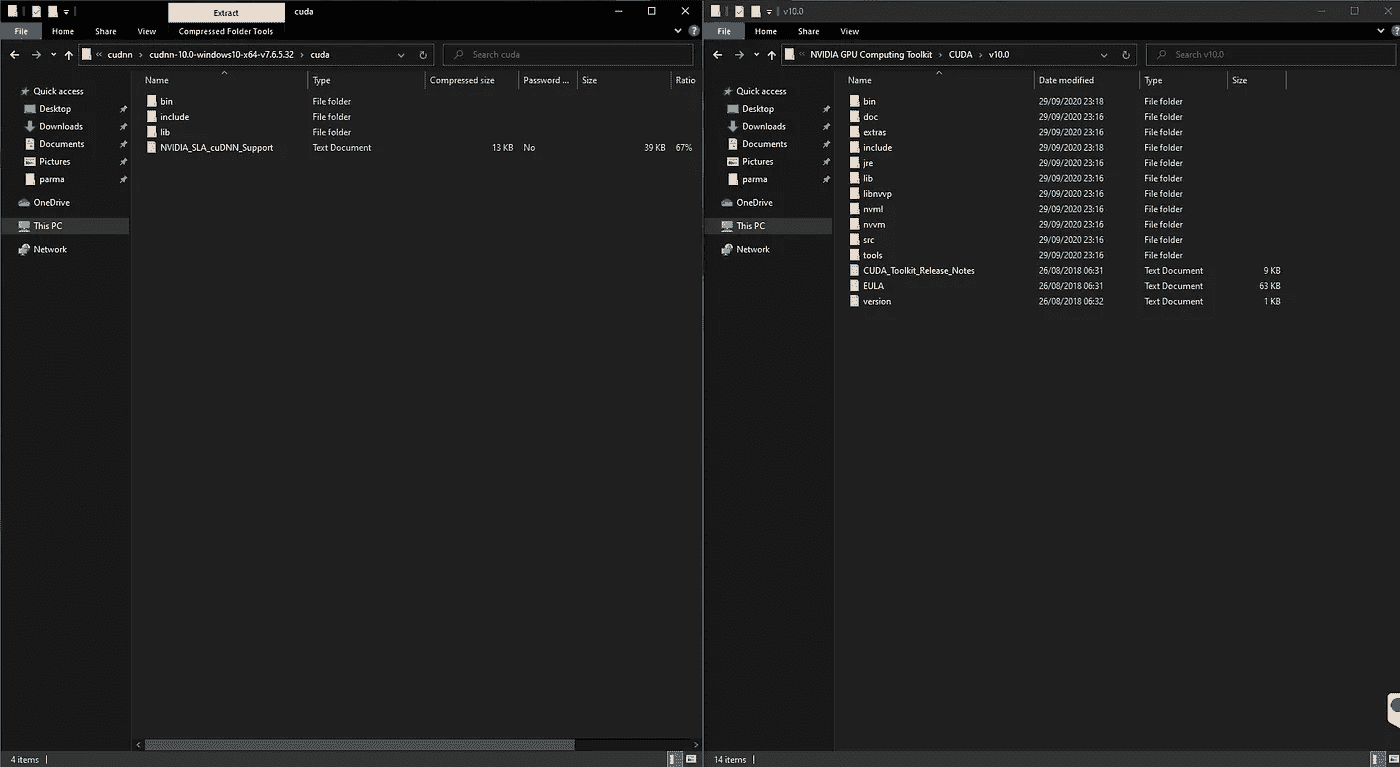 Extract cuda
File Home Share View Compressed Folder Tools
« cudnn › cudnn-10.0-windows10-x64-v7.6.5.32 › cuda Search cuda
Name Type Compressed size Password ... Size Ratio
Quick access
Desktop
Downloads
Documents
Pictures
parma
OneDrive
This PC
Network
bin File folder
include File folder
lib File folder
NVIDIA_SLA_cuDNN_Support Text Document 13 KB No 39 KB 67%
4 items
v10.0
File Home Share View
« NVIDIA GPU Computing Toolkit › CUDA › v10.0 Search v10.0
Name Date modified Type Size
Quick access
Desktop
Downloads
Documents
Pictures
parma
OneDrive
This PC
Network
bin 29/09/2020 23:18 File folder
doc 29/09/2020 23:16 File folder
extras 29/09/2020 23:16 File folder
include 29/09/2020 23:18 File folder
jre 29/09/2020 23:16 File folder
lib 29/09/2020 23:16 File folder
libnvvp 29/09/2020 23:16 File folder
nvml 29/09/2020 23:16 File folder
nvvm 29/09/2020 23:16 File folder
src 29/09/2020 23:16 File folder
tools 29/09/2020 23:16 File folder
CUDA_Toolkit_Release_Notes 26/08/2018 06:31 Text Document 9 KB
EULA 26/08/2018 06:31 Text Document 63 KB
version 26/08/2018 06:32 Text Document 1 KB
14 items